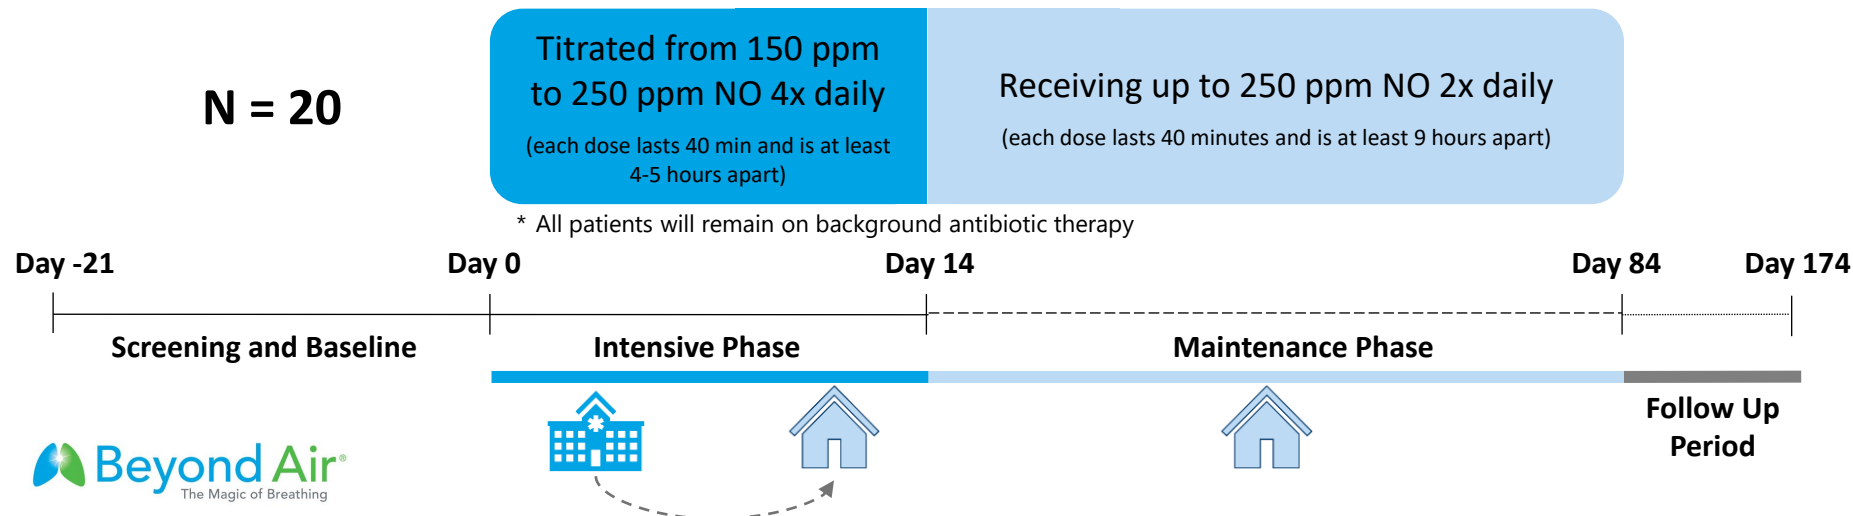 N = 20
Titrated from 150 ppm
to 250 ppm NO 4x daily
(each dose lasts 40 min and is at least
4-5 hours apart)
Receiving up to 250 ppm NO 2x daily
(each dose lasts 40 minutes and is at least 9 hours apart)
* All patients will remain on background antibiotic therapy
Day -21
Day 0
Day 14
Day 84
Day 174
Screening and Baseline
Intensive Phase
Maintenance Phase
Follow Up
Period
Beyond Air®
The Magic of Breathing